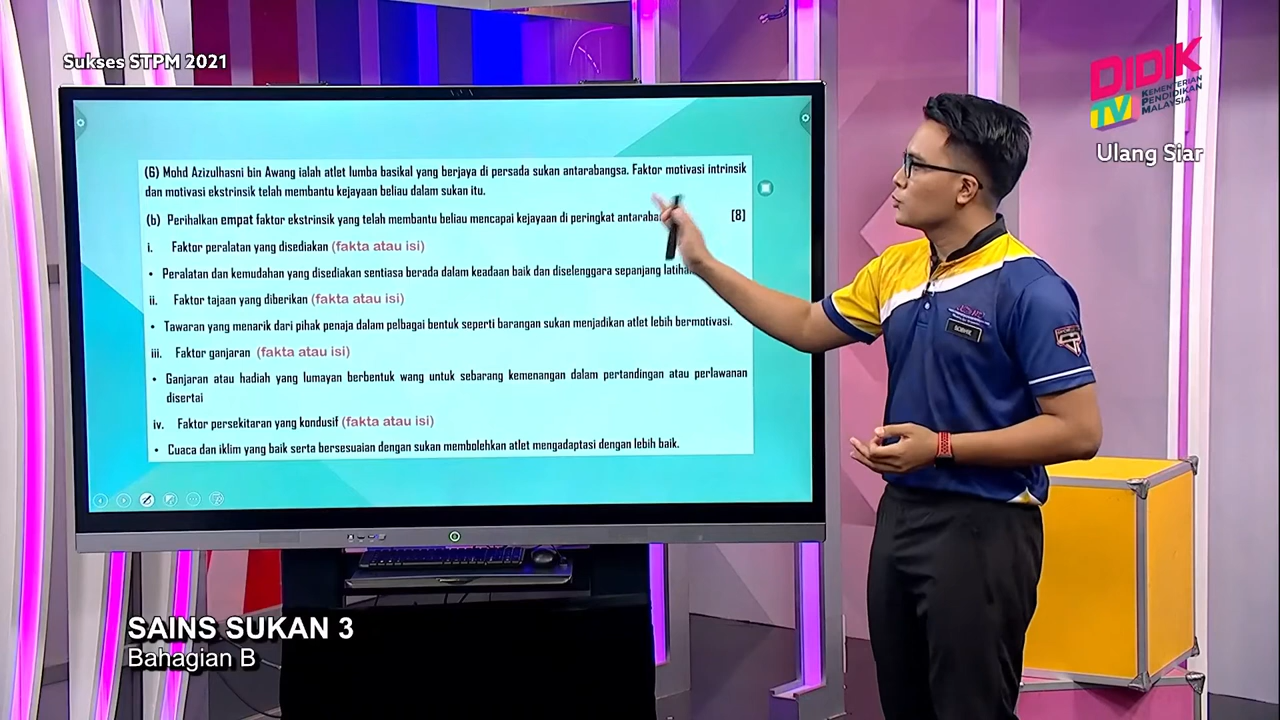 Sukses STPM 2021
DIDIK
TV
KEMENTERIAN
PENDIDIKAN
MALAYSIA
Ulang Siar
(6) Mohd Azizulhasni bin Awang ialah atlet lumba basikal yang berjaya di persada sukan antarabangsa. Faktor motivasi intrinsik
dan motivasi ekstrinsik telah membantu kejayaan beliau dalam sukan itu.
(b) Perihalkan empat faktor ekstrinsik yang telah membantu beliau mencapai kejayaan di peringkat [8]
i. Faktor peralatan yang disediakan (fakta atau isi)
• Peralatan dan kemudahan yang disediakan sentiasa berada dalam keadaan baik dan diselenggara sepanjang
ii. Faktor tajaan yang diberikan (fakta atau isi)
• Tawaran yang menarik dari pihak penaja dalam pelbagai bentuk seperti barangan sukan menjadikan atlet lebih bermotivasi.
iii. Faktor ganjaran (fakta atau isi)
• Ganjaran atau hadiah yang lumayan berbentuk wang untuk sebarang kemenangan dalam pertandingan atau perlawanan
disertai
iv. Faktor persekitaran yang kondusif (fakta atau isi)
• Cuaca dan iklim yang baik serta bersesuaian dengan sukan membolehkan atlet mengadaptasi dengan lebih baik.
SAINS SUKAN 3
Bahagian B